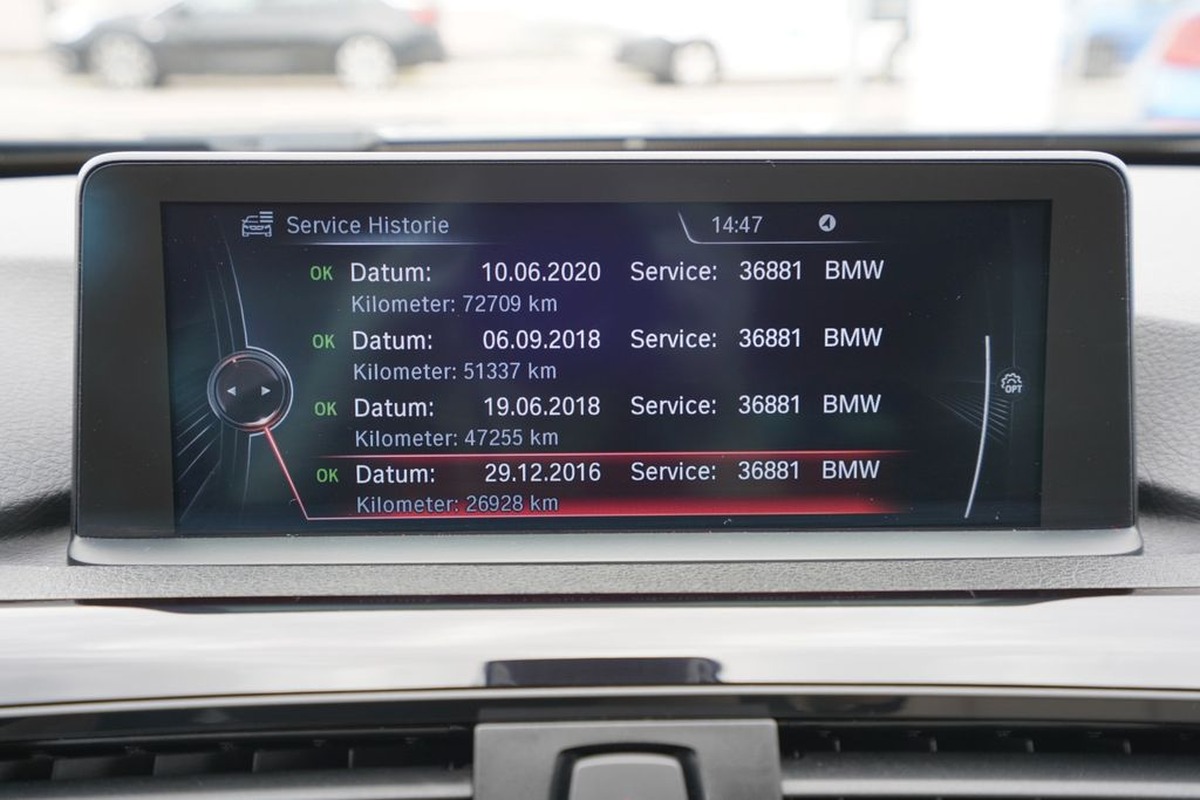 Service Historie 14:47
OK Datum: 10.06.2020 Service: 36881 BMW
Kilometer: 72709 km
OK Datum: 06.09.2018 Service: 36881 BMW
Kilometer: 51337 km
OK Datum: 19.06.2018 Service: 36881 BMW
Kilometer: 47255 km
OK Datum: 29.12.2016 Service: 36881 BMW
Kilometer: 26928 km
OPT